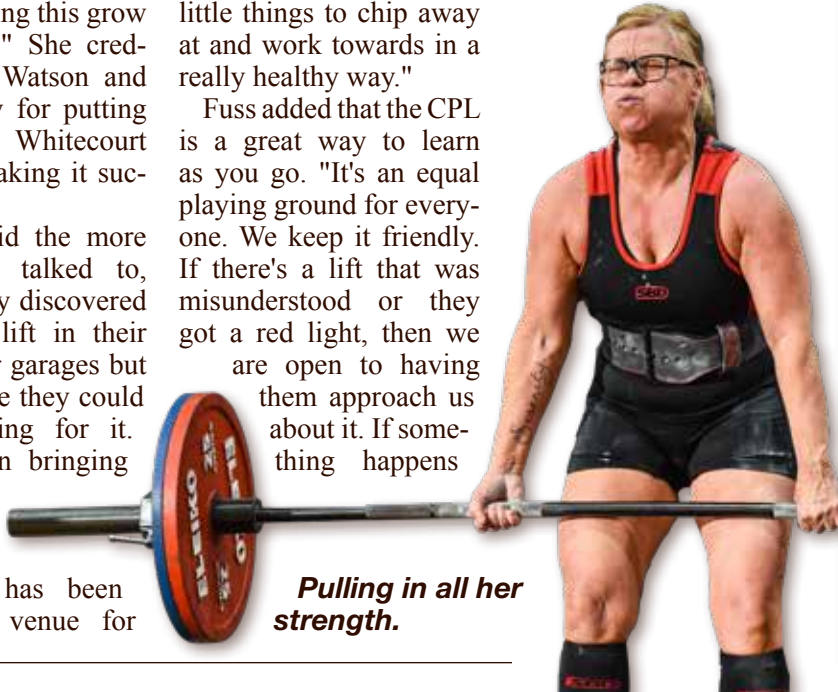 ing this grow
." She cred-
Watson and
y for putting
Whitecourt
aking it suc-
id the more
talked to,
y discovered
lift in their
r garages but
e they could
ing for it.
n bringing
has been
venue for
little things to chip away
at and work towards in a
really healthy way."
Fuss added that the CPL
is a great way to learn
as you go. "It's an equal
playing ground for every-
one. We keep it friendly.
If there's a lift that was
misunderstood or they
got a red light, then we
are open to having
them approach us
about it. If some-
thing happens
Pulling in all her
strength.
SBD
ELEIKO
25